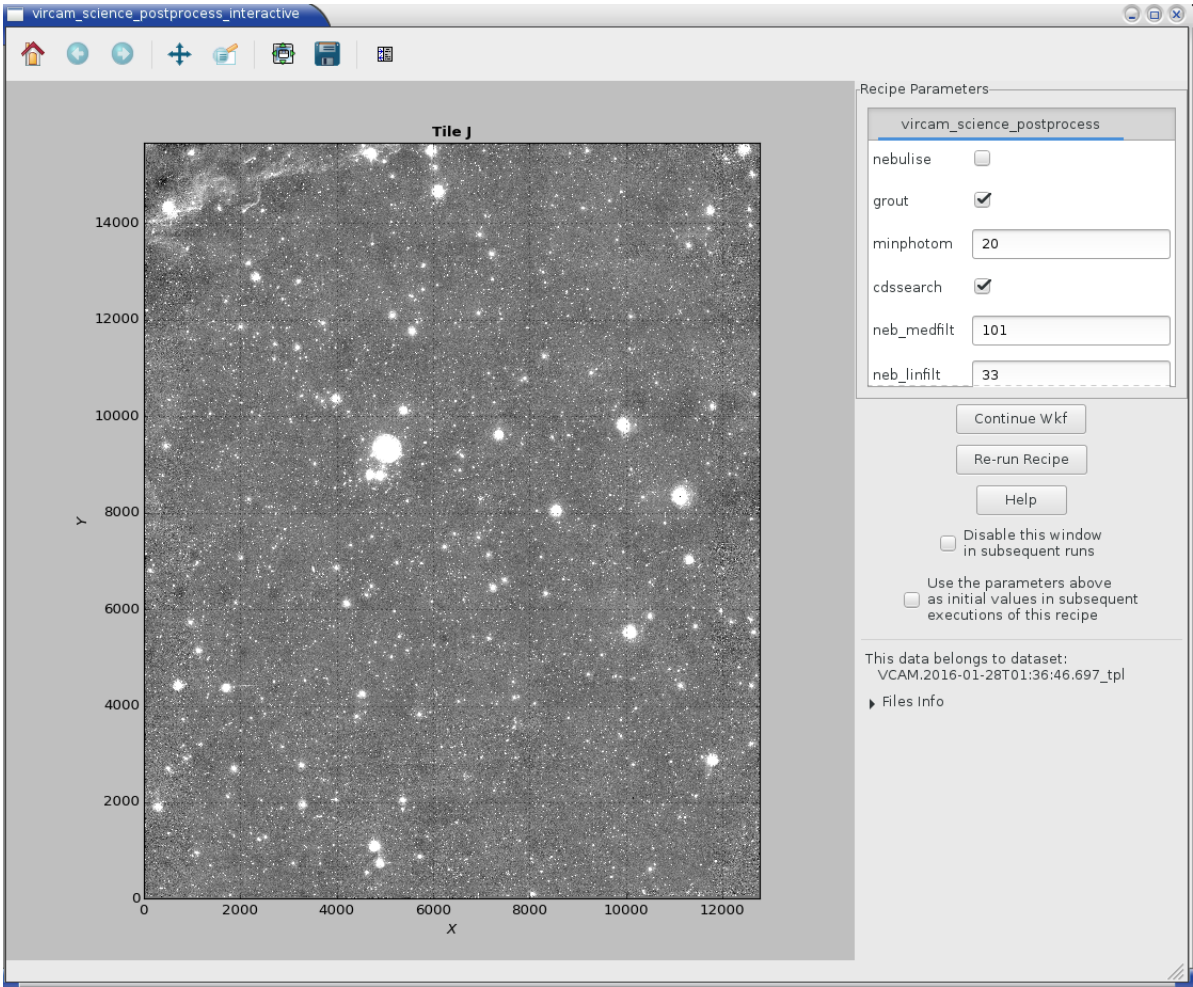 vircam_science_postprocess_interactive
Tile J
14000
12000
10000
8000
6000
4000
2000
0
Y
0 2000 4000 6000 8000 10000 12000
X
Recipe Parameters
vircam_science_postprocess
nebulise
grout
minphotom 20
cdssearch
neb_medfilt 101
neb_linfilt 33
Continue Wkf
Re-run Recipe
Help
Disable this window
in subsequent runs
Use the parameters above
as initial values in subsequent
executions of this recipe
This data belongs to dataset:
VCAM.2016-01-28T01:36:46.697_tpl
Files Info